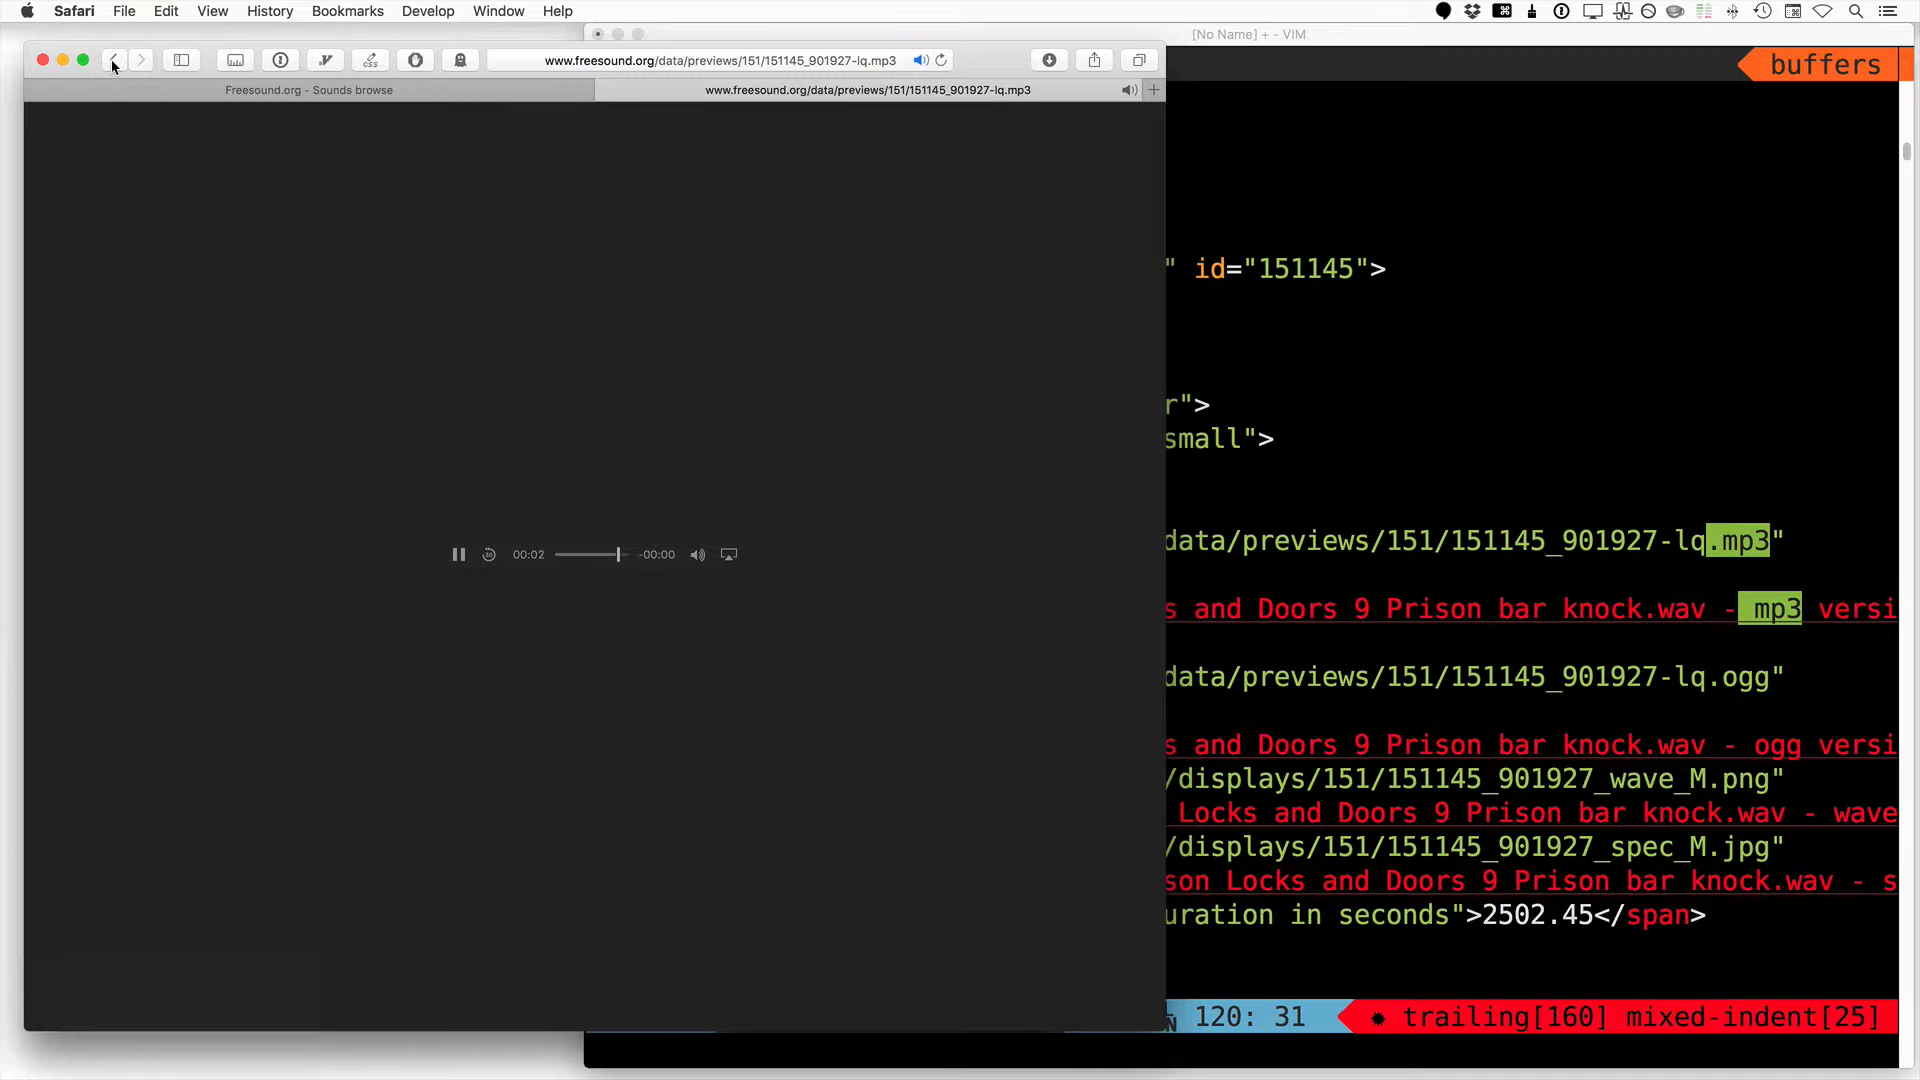 Safari File Edit View History Bookmarks Develop Window Help
[No Name] + - VIM
www.freesound.org/data/previews/151/151145_901927-lq.mp3
Freesound.org - Sounds browse
www.freesound.org/data/previews/151/151145_901927-lq.mp3
buffers
" id="151145">
r">
small">
data/previews/151/151145_901927-lq.mp3"
s and Doors 9 Prison bar knock.wav - mp3 versi
data/previews/151/151145_901927-lq.ogg"
s and Doors 9 Prison bar knock.wav - ogg versi
/displays/151/151145_901927_wave_M.png"
Locks and Doors 9 Prison bar knock.wav - wave
/displays/151/151145_901927_spec_M.jpg"
son Locks and Doors 9 Prison bar knock.wav - s
uration in seconds">2502.45</span>
00:02 -00:00
120: 31 trailing[160] mixed-indent[25]